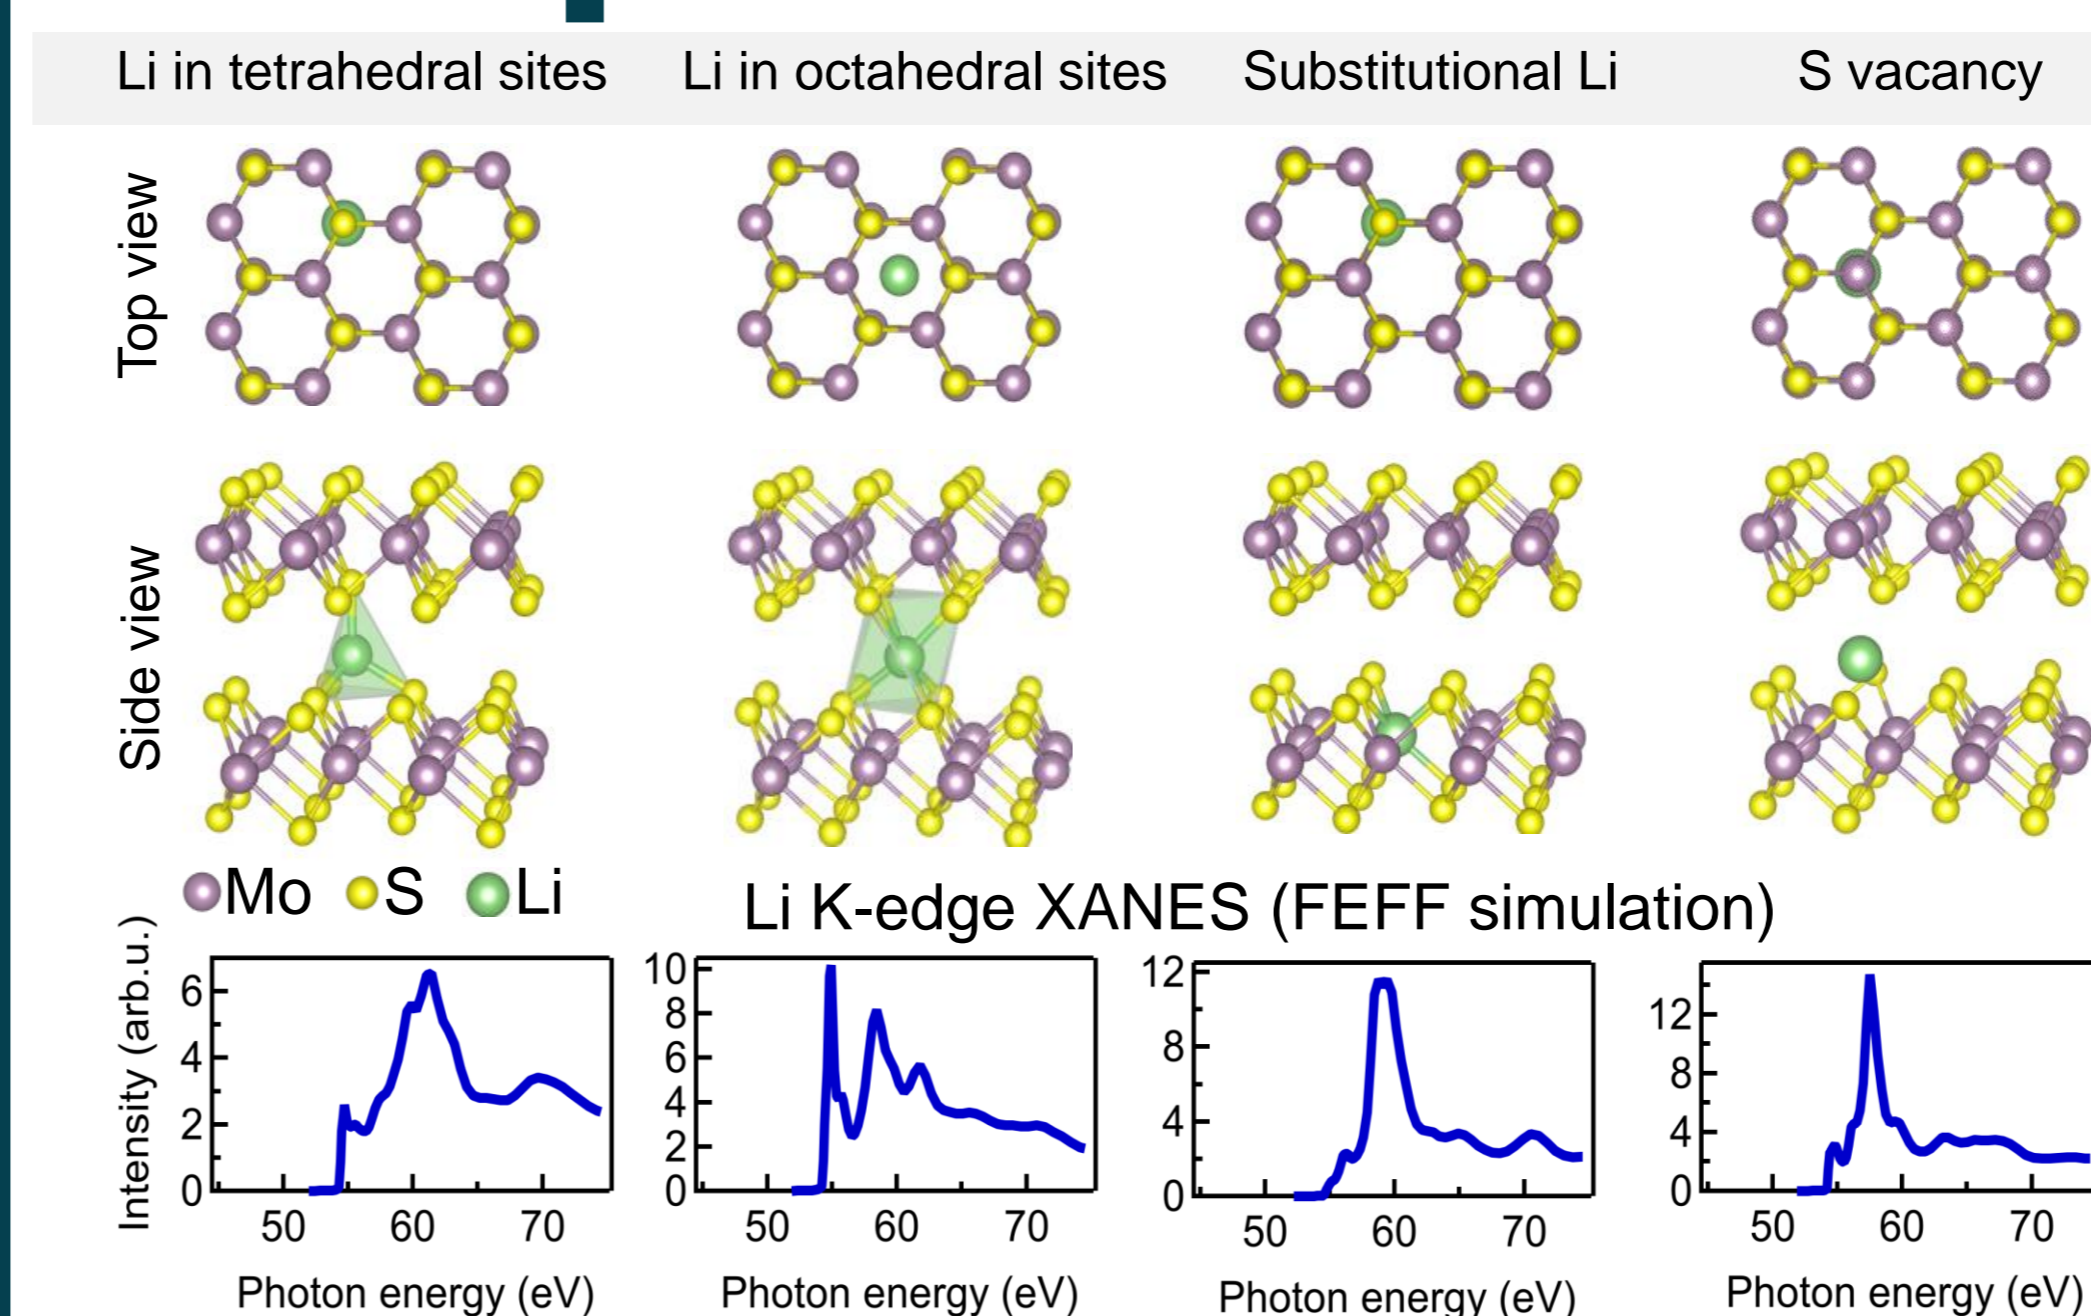 Li in tetrahedral sites Li in octahedral sites Substitutional Li S vacancy
Top view
Side view
Mo S Li
Li K-edge XANES (FEFF simulation)
Intensity (arb.u.)
6
4
2
0
50 60 70
Photon energy (eV)
10
8
6
4
2
0
50 60 70
Photon energy (eV)
12
8
4
0
50 60 70
Photon energy (eV)
12
8
4
0
50 60 70
Photon energy (eV)